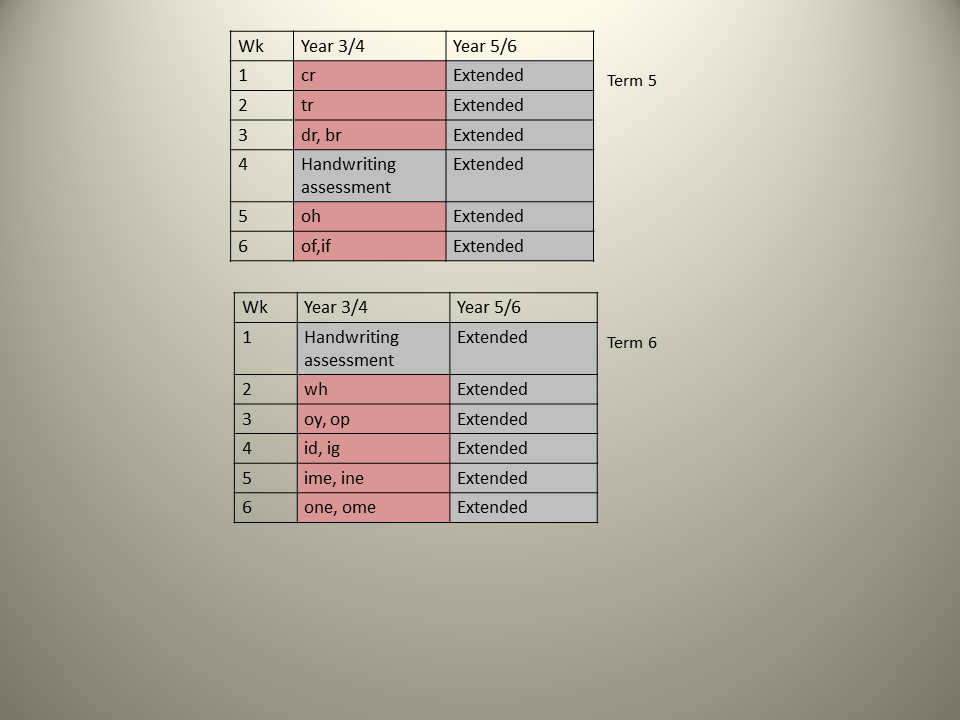 Wk Year 3/4 Year 5/6
1 cr Extended
Term 5
2 tr Extended
3 dr, br Extended
4 Handwriting Extended
assessment
5 oh Extended
6 of,if Extended
Wk Year 3/4 Year 5/6
1 Handwriting Extended
Term 6
assessment
2 wh Extended
3 oy, op Extended
4 id, ig Extended
5 ime, ine Extended
6 one, ome Extended